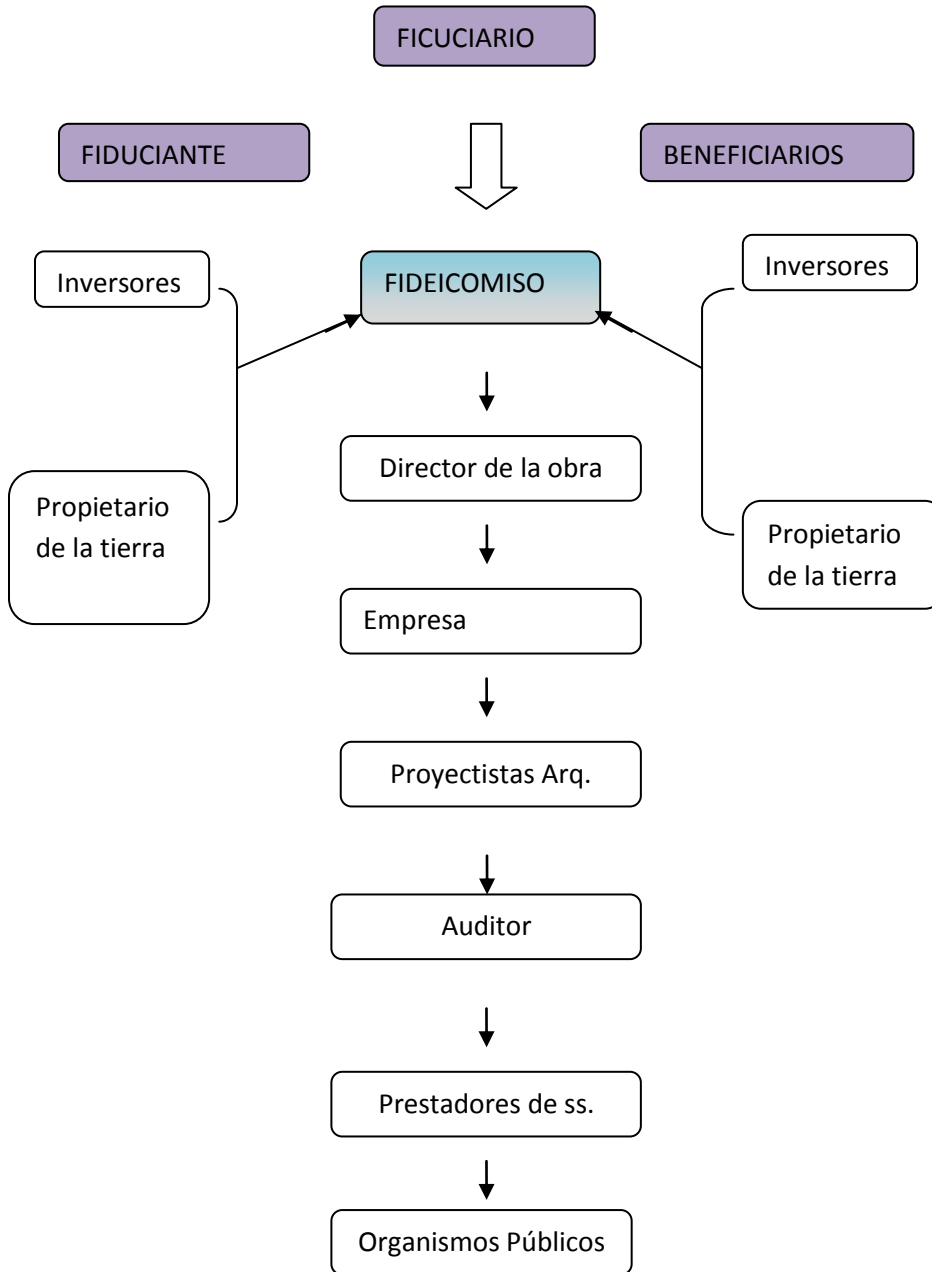 FICUCIARIO
FIDUCIANTE
BENEFICIARIOS
Inversores
FIDEICOMISO
Inversores
Director de la obra
Propietario
de la tierra
Propietario
de la tierra
Empresa
Proyectistas Arq.
Auditor
Prestadores de ss.
Organismos Públicos